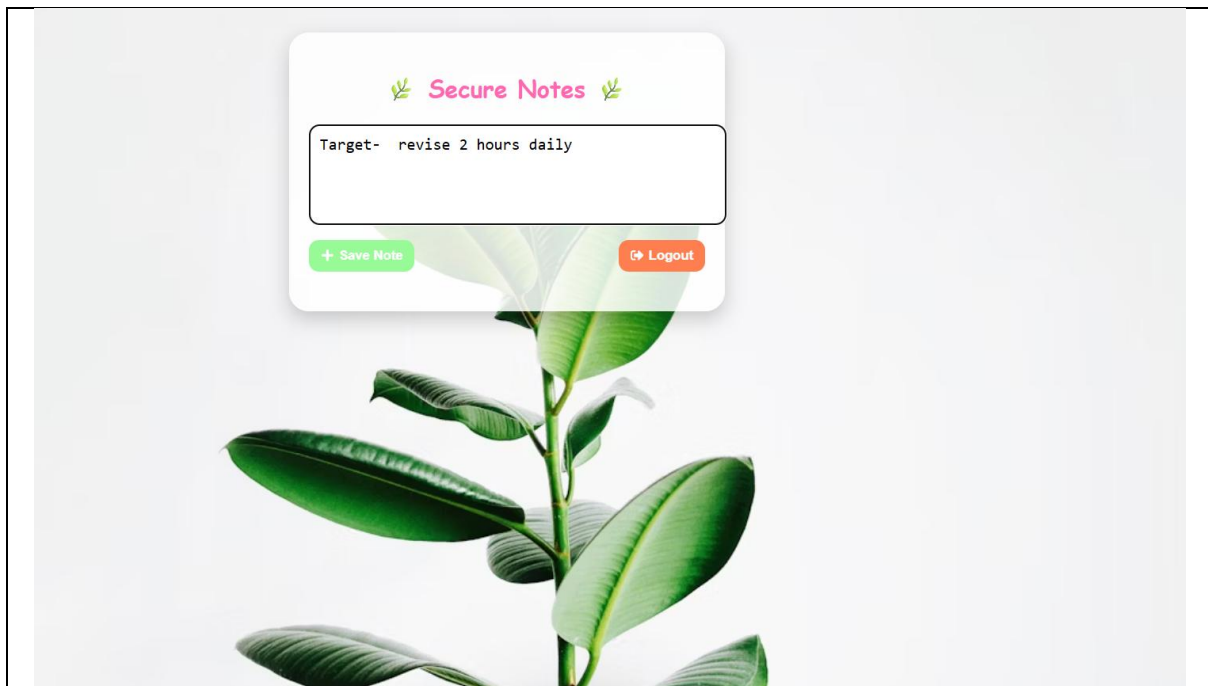 🌿 Secure Notes 🌿
Target-  revise 2 hours daily
+ Save Note
Logout